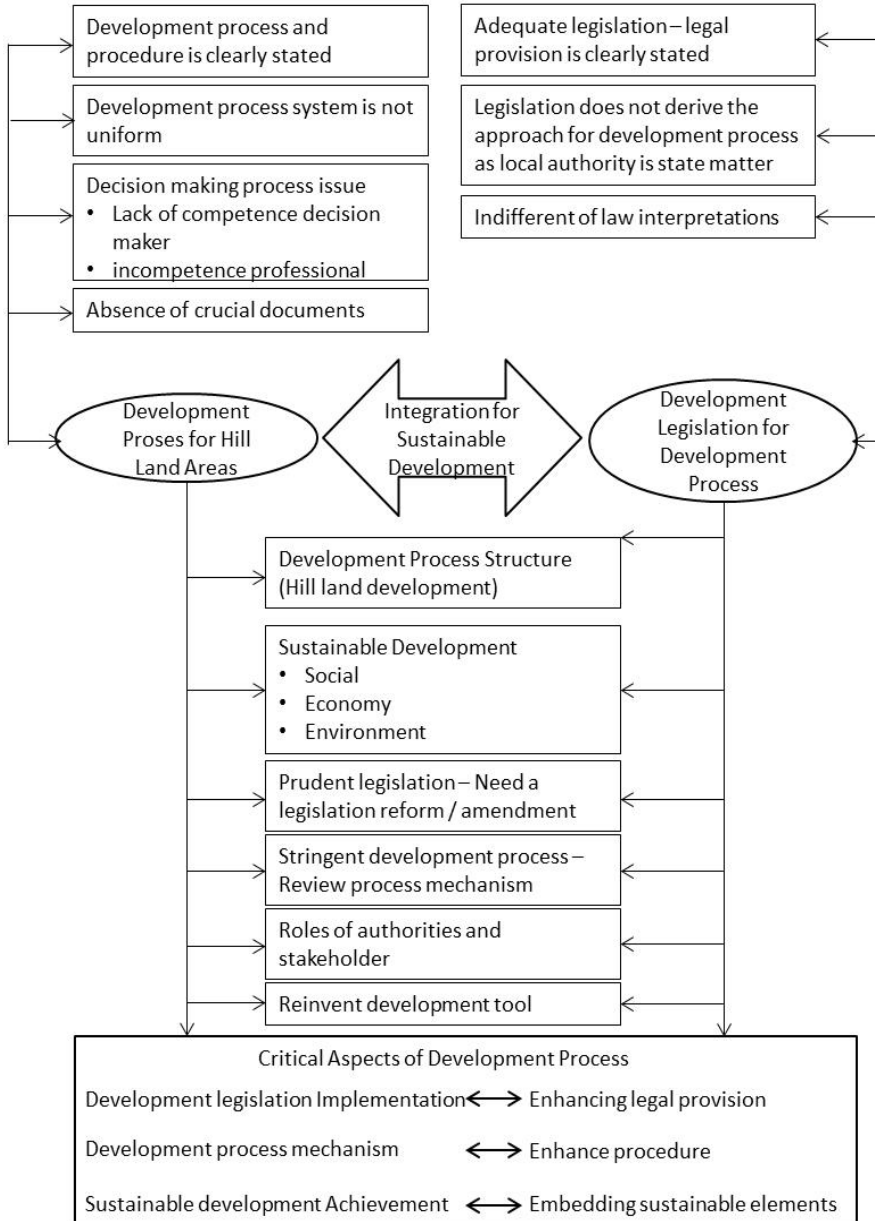 Development process and
procedure is clearly stated
Development process system is not
uniform
Decision making process issue
• Lack of competence decision
maker
• incompetence professional
Absence of crucial documents
Adequate legislation – legal
provision is clearly stated
Legislation does not derive the
approach for development process
as local authority is state matter
Indifferent of law interpretations
Development
Proses for Hill
Land Areas
Integration for
Sustainable
Development
Development
Legislation for
Development
Process
Development Process Structure
(Hill land development)
Sustainable Development
• Social
• Economy
• Environment
Prudent legislation – Need a
legislation reform / amendment
Stringent development process –
Review process mechanism
Roles of authorities and
stakeholder
Reinvent development tool
Critical Aspects of Development Process
Development legislation Implementation Enhancing legal provision
Development process mechanism Enhance procedure
Sustainable development Achievement Embedding sustainable elements